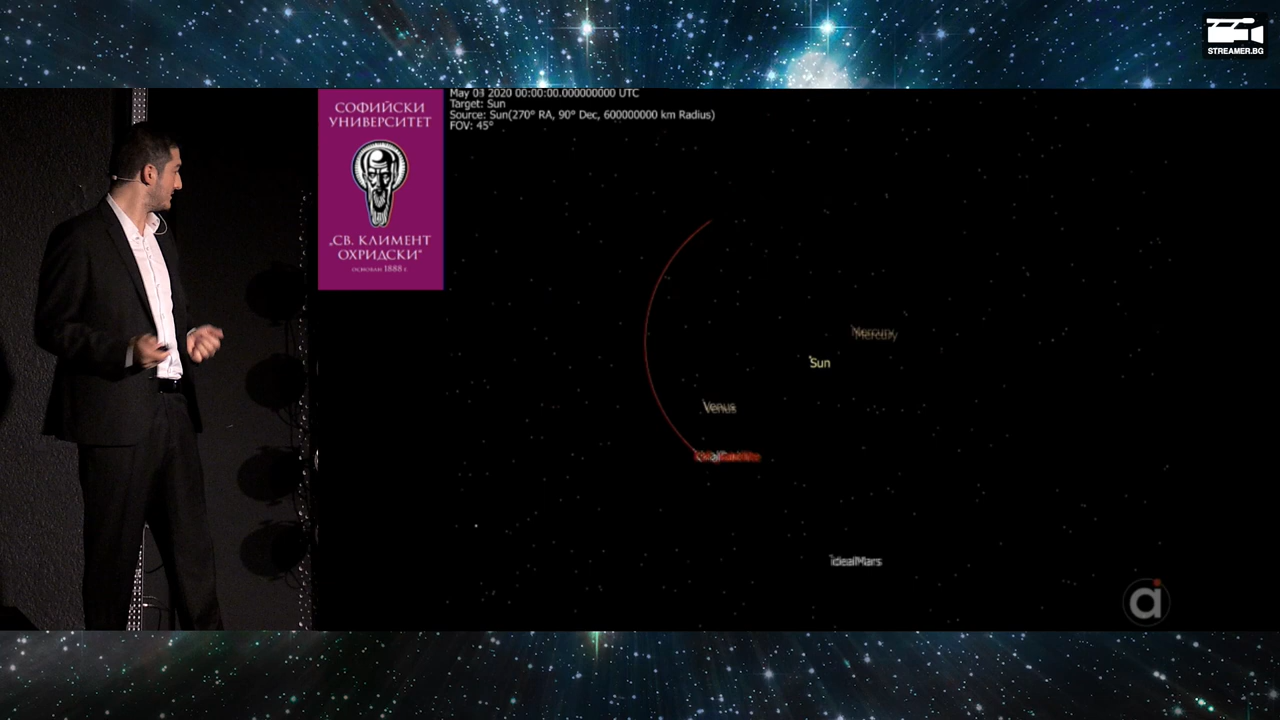 STREAMER.BG
СОФИЙСКИ
УНИВЕРСИТЕТ
„СВ. КЛИМЕНТ
ОХРИДСКИ“
ОСНОВАН 1888 г.
May 03 2020 00:00:00.000000000 UTC
Target: Sun
Source: Sun(270° RA, 90° Dec, 600000000 km Radius)
FOV: 45°
Mercury
Sun
Venus
IdealMars
a